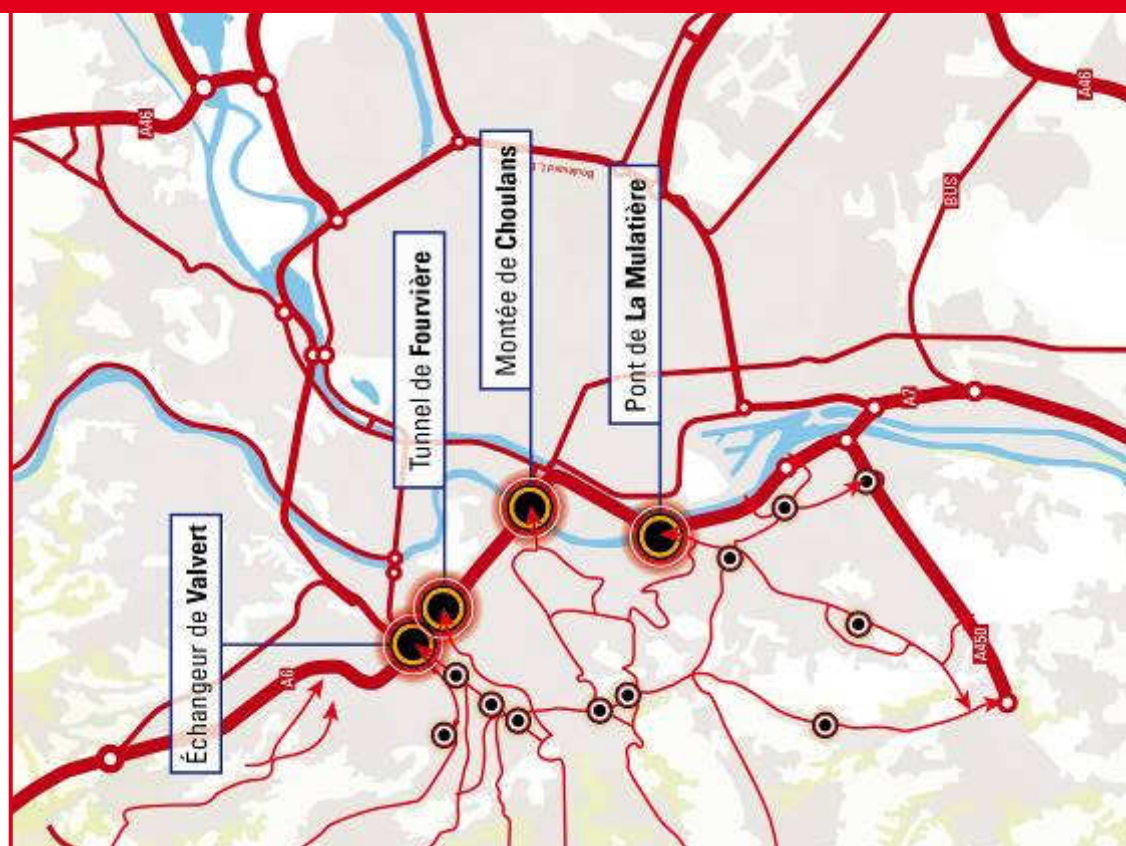 Échangeur de Valvert
Tunnel de Fourvière
Montée de Choulans
Pont de La Mulatière
A46
A6
Boulevard L.
A46
BUS
A7
A450